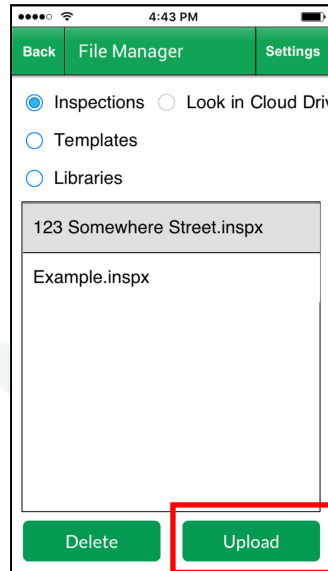 4:43 PM
Back File Manager Settings
Inspections Look in Cloud Driv
Templates
Libraries
123 Somewhere Street.inspx
Example.inspx
Delete Upload